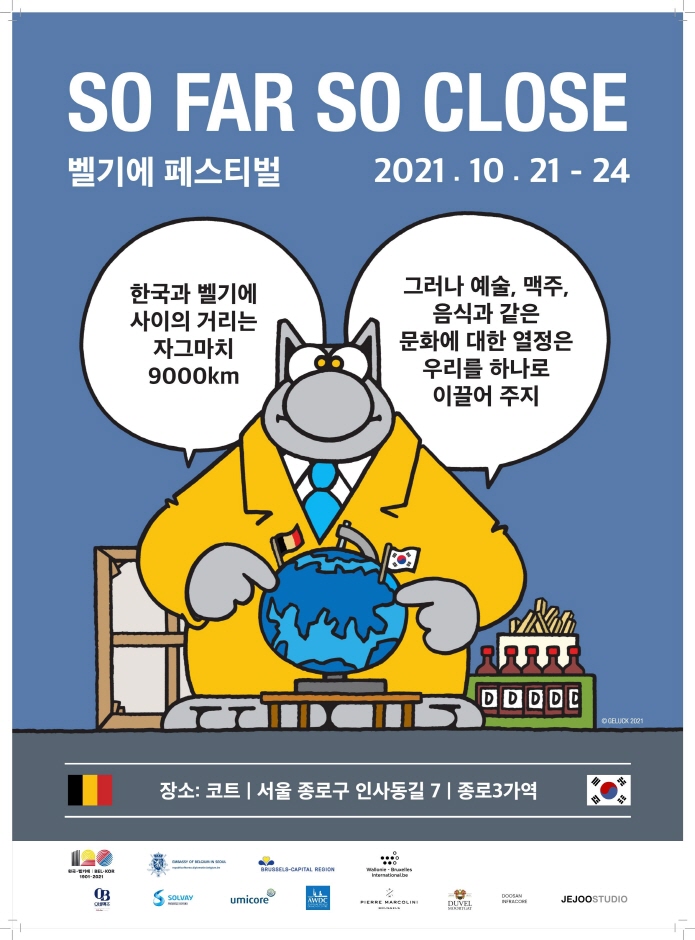 SO FAR SO CLOSE
벨기에 페스티벌
2021 . 10 . 21 - 24
한국과 벨기에
사이의 거리는
자그마치
9000km
그러나 예술, 맥주,
음식과 같은
문화에 대한 열정은
우리를 하나로
이끌어 주지
D D D D D
© GELUCK 2021
장소: 코트 | 서울 종로구 인사동길 7 | 종로3가역
한국·벨기에 | BEL·KOR
1901-2021
EMBASSY OF BELGIUM IN SEOUL
BRUSSELS-CAPITAL REGION
Wallonie - Bruxelles
International.be
SOLVAY
umicore
AWDC
PIERRE MARCOLINI
DUVEL
MOORTGAT
DOOSAN
INFRACORE
JEJOOSTUDIO